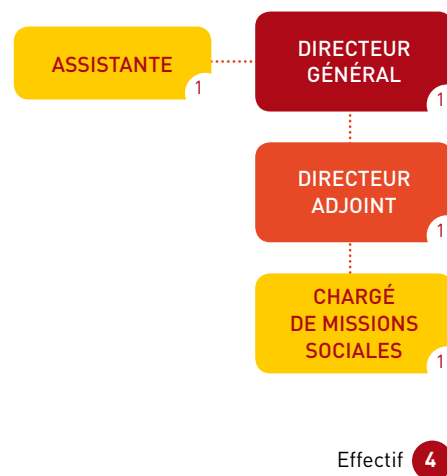 ASSISTANTE
1
DIRECTEUR
GÉNÉRAL
1
DIRECTEUR
ADJOINT
1
CHARGÉ
DE MISSIONS
SOCIALES
1
Effectif 4